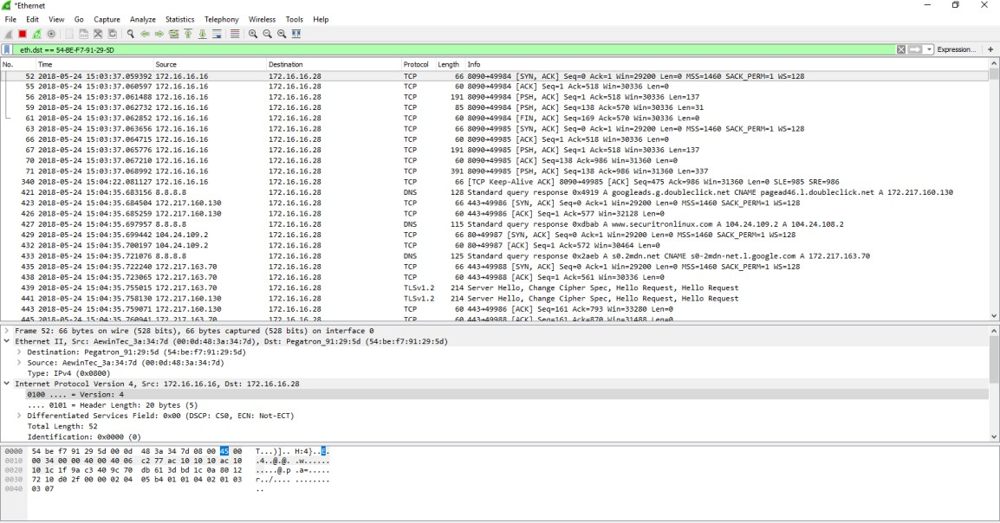 *Ethernet
File Edit View Go Capture Analyze Statistics Telephony Wireless Tools Help
eth.dst == 54-BE-F7-91-29-5D Expression... +
No. Time Source Destination Protocol Length Info
52 2018-05-24 15:03:37.059392 172.16.16.16 172.16.16.28 TCP 66 8090→49984 [SYN, ACK] Seq=0 Ack=1 Win=29200 Len=0 MSS=1460 SACK_PERM=1 WS=128
55 2018-05-24 15:03:37.060597 172.16.16.16 172.16.16.28 TCP 60 8090→49984 [ACK] Seq=1 Ack=518 Win=30336 Len=0
56 2018-05-24 15:03:37.061488 172.16.16.16 172.16.16.28 TCP 191 8090→49984 [PSH, ACK] Seq=1 Ack=518 Win=30336 Len=137
59 2018-05-24 15:03:37.062732 172.16.16.16 172.16.16.28 TCP 85 8090→49984 [PSH, ACK] Seq=138 Ack=570 Win=30336 Len=31
61 2018-05-24 15:03:37.062852 172.16.16.16 172.16.16.28 TCP 60 8090→49984 [FIN, ACK] Seq=169 Ack=570 Win=30336 Len=0
63 2018-05-24 15:03:37.063656 172.16.16.16 172.16.16.28 TCP 66 8090→49985 [SYN, ACK] Seq=0 Ack=1 Win=29200 Len=0 MSS=1460 SACK_PERM=1 WS=128
66 2018-05-24 15:03:37.064715 172.16.16.16 172.16.16.28 TCP 60 8090→49985 [ACK] Seq=1 Ack=518 Win=30336 Len=0
67 2018-05-24 15:03:37.065776 172.16.16.16 172.16.16.28 TCP 191 8090→49985 [PSH, ACK] Seq=1 Ack=518 Win=30336 Len=137
70 2018-05-24 15:03:37.067210 172.16.16.16 172.16.16.28 TCP 60 8090→49985 [ACK] Seq=138 Ack=986 Win=31360 Len=0
71 2018-05-24 15:03:37.068992 172.16.16.16 172.16.16.28 TCP 391 8090→49985 [PSH, ACK] Seq=138 Ack=986 Win=31360 Len=337
340 2018-05-24 15:04:22.081127 172.16.16.16 172.16.16.28 TCP 66 [TCP Keep-Alive ACK] 8090→49985 [ACK] Seq=475 Ack=986 Win=31360 Len=0 SLE=985 SRE=986
421 2018-05-24 15:04:35.683156 8.8.8.8 172.16.16.28 DNS 128 Standard query response 0x4919 A googleads.g.doubleclick.net CNAME pagead46.l.doubleclick.net A 172.217.160.130
423 2018-05-24 15:04:35.684504 172.217.160.130 172.16.16.28 TCP 66 443→49986 [SYN, ACK] Seq=0 Ack=1 Win=29200 Len=0 MSS=1460 SACK_PERM=1 WS=128
426 2018-05-24 15:04:35.685259 172.217.160.130 172.16.16.28 TCP 60 443→49986 [ACK] Seq=1 Ack=577 Win=32128 Len=0
427 2018-05-24 15:04:35.697957 8.8.8.8 172.16.16.28 DNS 115 Standard query response 0xdbab A www.securitronlinux.com A 104.24.109.2 A 104.24.108.2
429 2018-05-24 15:04:35.699442 104.24.109.2 172.16.16.28 TCP 66 80→49987 [SYN, ACK] Seq=0 Ack=1 Win=29200 Len=0 MSS=1460 SACK_PERM=1 WS=128
432 2018-05-24 15:04:35.700197 104.24.109.2 172.16.16.28 TCP 60 80→49987 [ACK] Seq=1 Ack=572 Win=30464 Len=0
433 2018-05-24 15:04:35.721076 8.8.8.8 172.16.16.28 DNS 125 Standard query response 0x2aeb A s0.2mdn.net CNAME s0-2mdn-net.l.google.com A 172.217.163.70
435 2018-05-24 15:04:35.722240 172.217.163.70 172.16.16.28 TCP 66 443→49988 [SYN, ACK] Seq=0 Ack=1 Win=29200 Len=0 MSS=1460 SACK_PERM=1 WS=128
438 2018-05-24 15:04:35.723065 172.217.163.70 172.16.16.28 TCP 60 443→49988 [ACK] Seq=1 Ack=561 Win=30336 Len=0
439 2018-05-24 15:04:35.755015 172.217.163.70 172.16.16.28 TLSv1.2 214 Server Hello, Change Cipher Spec, Hello Request, Hello Request
441 2018-05-24 15:04:35.758130 172.217.160.130 172.16.16.28 TLSv1.2 214 Server Hello, Change Cipher Spec, Hello Request, Hello Request
443 2018-05-24 15:04:35.759071 172.217.160.130 172.16.16.28 TCP 60 443→49986 [ACK] Seq=161 Ack=793 Win=33280 Len=0
445 2018-05-24 15:04:35.760941 172.217.163.70 172.16.16.28 TCP 60 443→49988 [ACK] Seq=161 Ack=870 Win=31488 Len=0
Frame 52: 66 bytes on wire (528 bits), 66 bytes captured (528 bits) on interface 0
Ethernet II, Src: AewinTec_3a:34:7d (00:0d:48:3a:34:7d), Dst: Pegatron_91:29:5d (54:be:f7:91:29:5d)
Destination: Pegatron_91:29:5d (54:be:f7:91:29:5d)
Source: AewinTec_3a:34:7d (00:0d:48:3a:34:7d)
Type: IPv4 (0x0800)
Internet Protocol Version 4, Src: 172.16.16.16, Dst: 172.16.16.28
0100 .... = Version: 4
.... 0101 = Header Length: 20 bytes (5)
Differentiated Services Field: 0x00 (DSCP: CS0, ECN: Not-ECT)
Total Length: 52
Identification: 0x0000 (0)
0000 54 be f7 91 29 5d 00 0d 48 3a 34 7d 08 00 45 00 T...)].. H:4}..E.
0010 00 34 00 00 40 00 40 06 c2 77 ac 10 10 10 ac 10 .4..@.@. .w......
0020 10 1c 1f 9a c3 40 9c 70 db 61 3d bd 1c 0a 80 12 .....@.p .a=.....
0030 72 10 d0 2f 00 00 02 04 05 b4 01 01 04 02 01 03 r../.... ........
0040 03 07 ..